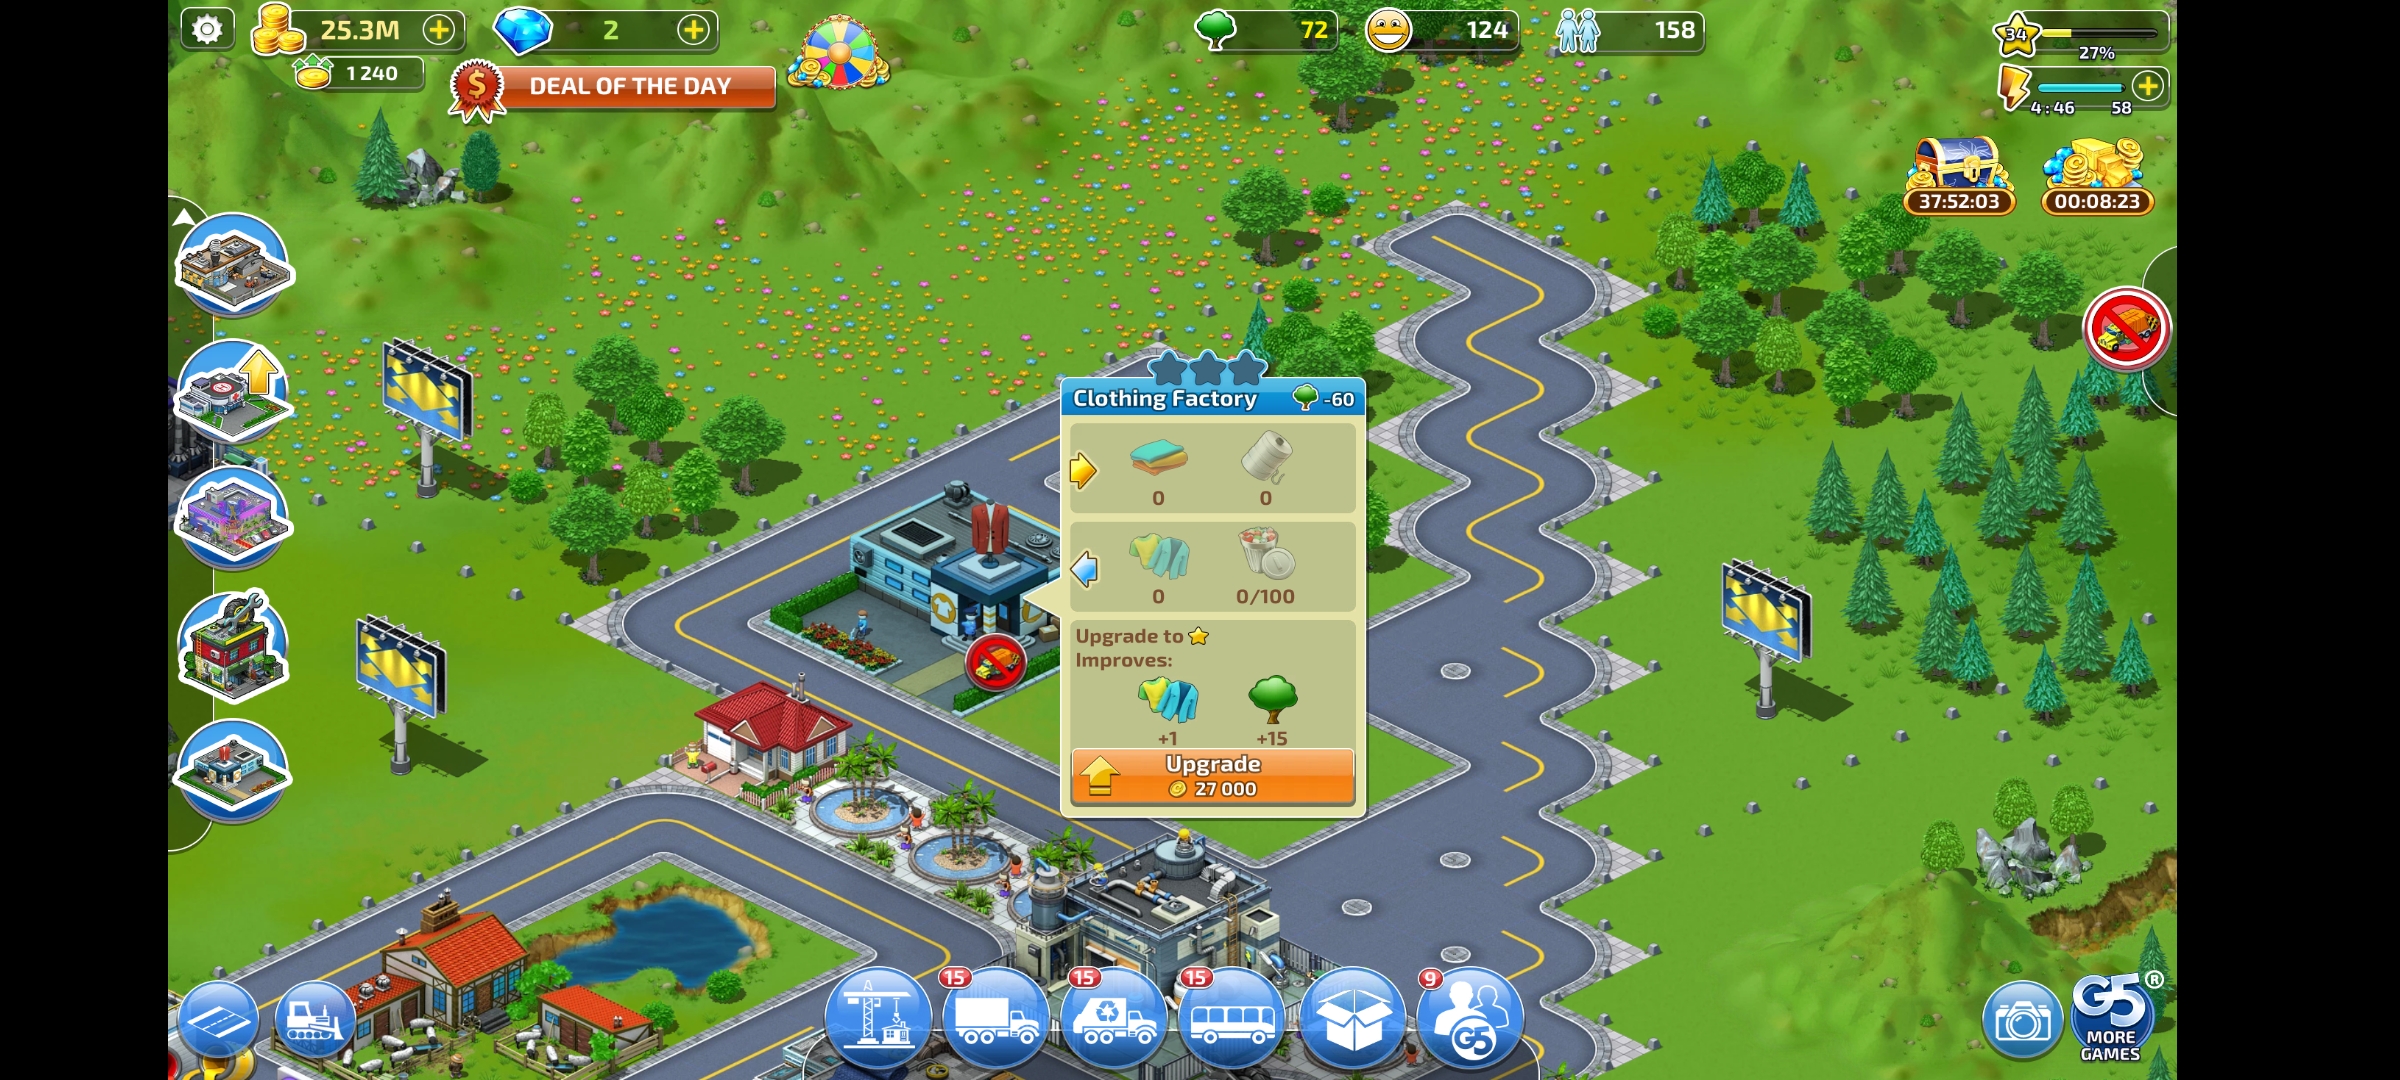 25.3M
2
72
124
158
34
27%
1 240
DEAL OF THE DAY
4:46
58
37:52:03
00:08:23
Clothing Factory
-60
0
0
0
0/100
Upgrade to
Improves:
+1
+15
Upgrade
27 000
15
15
15
9
G5
G5®
MORE
GAMES